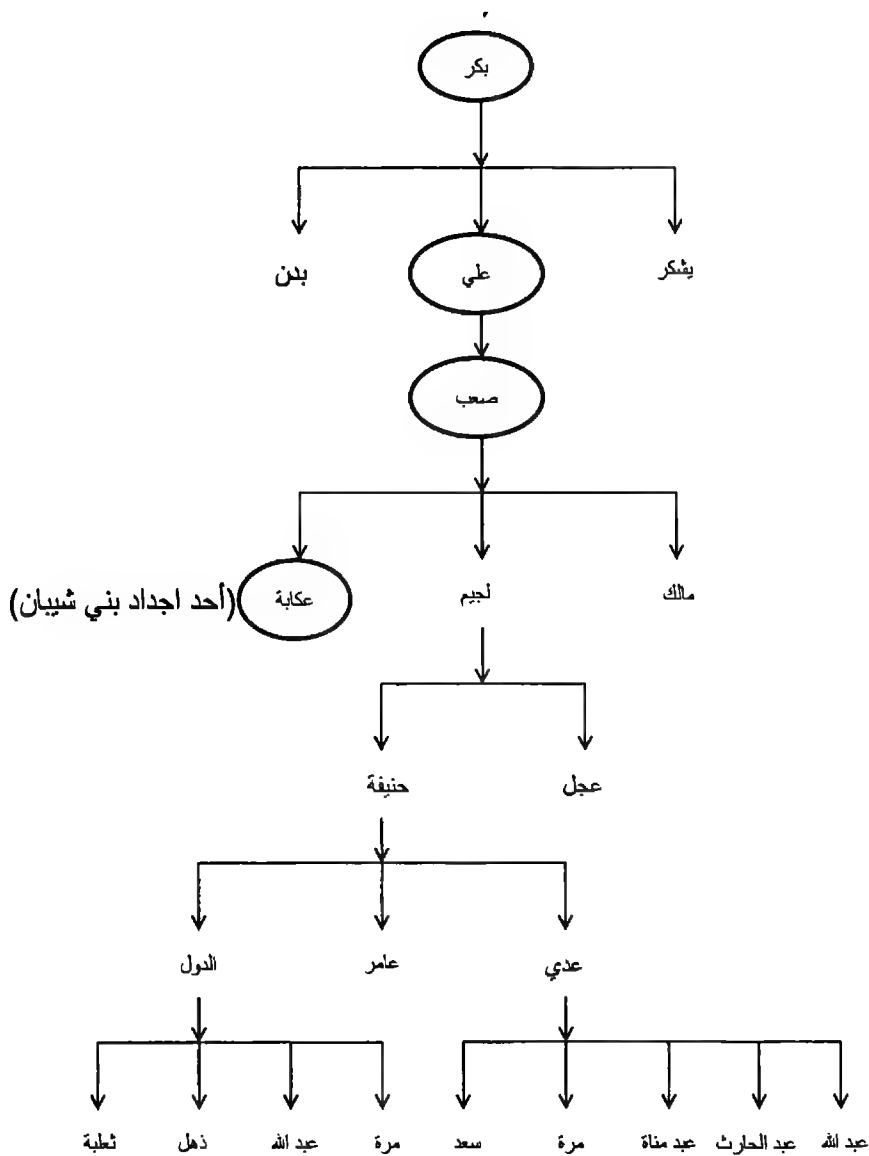 بكر
يشكر علي بدن
صعب
مالك لجيم عكابة (أحد اجداد بني شيبان)
عجل حنيفة
عدي عامر الدول
عبد الله عبد الحارث عبد مناة مرة سعد مرة عبد الله ذهل ثعلبة